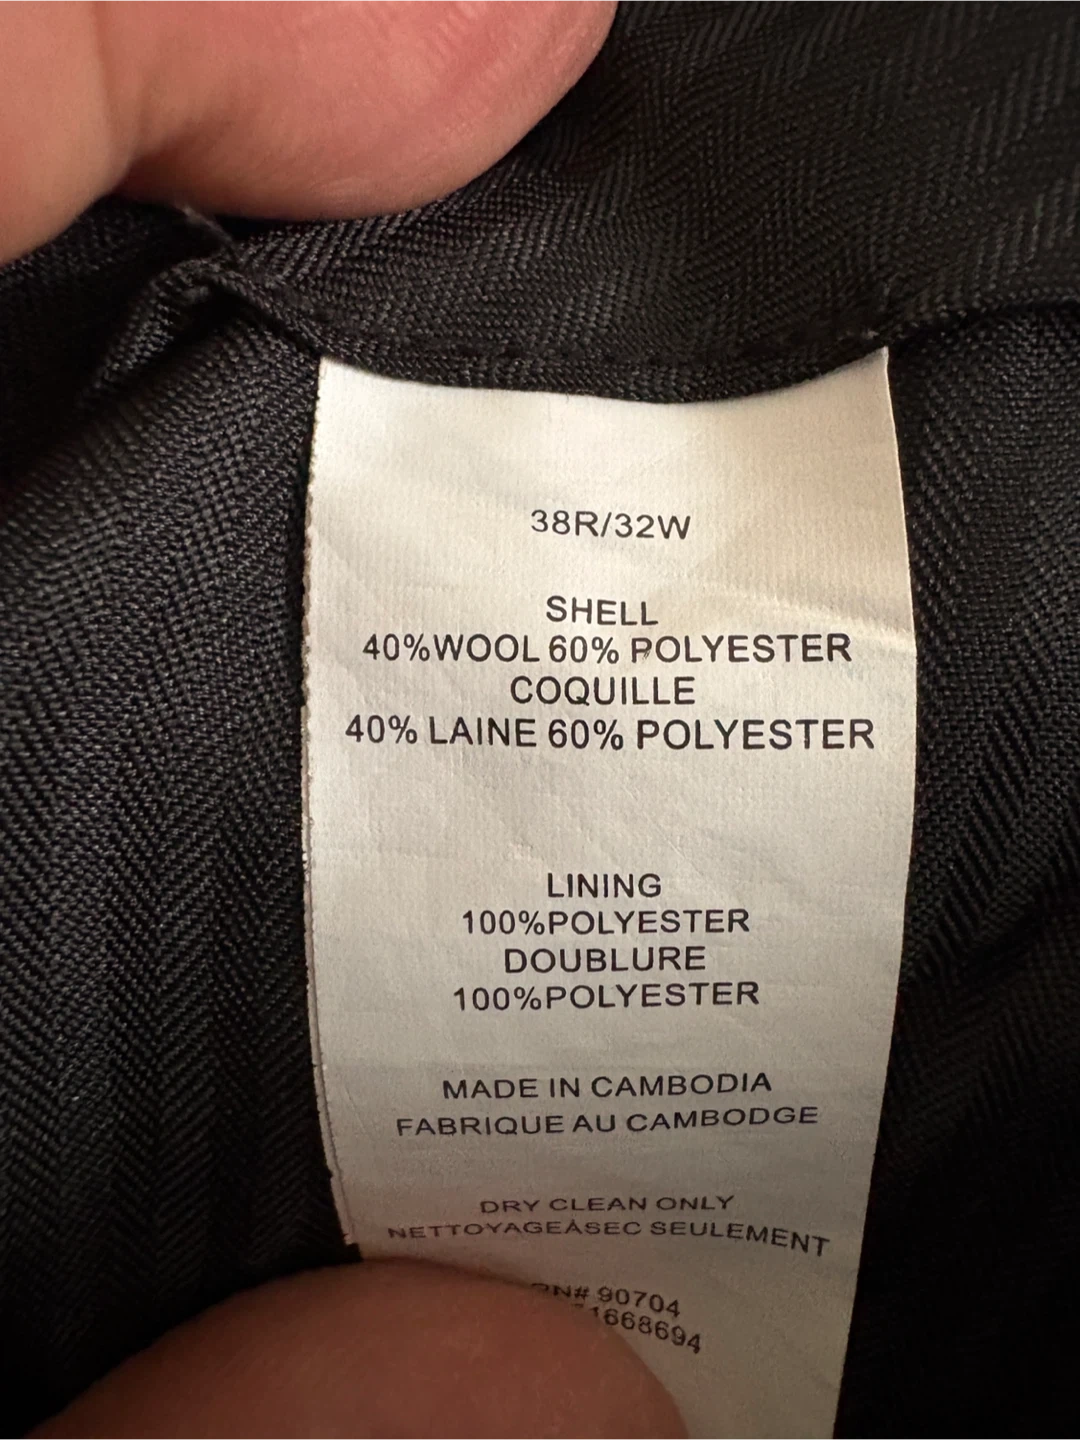 38R/32W
SHELL
40%WOOL 60% POLYESTER
COQUILLE
40% LAINE 60% POLYESTER
LINING
100%POLYESTER
DOUBLURE
100%POLYESTER
MADE IN CAMBODIA
FABRIQUE AU CAMBODGE
DRY CLEAN ONLY
NETTOYAGEÀSEC SEULEMENT
90704